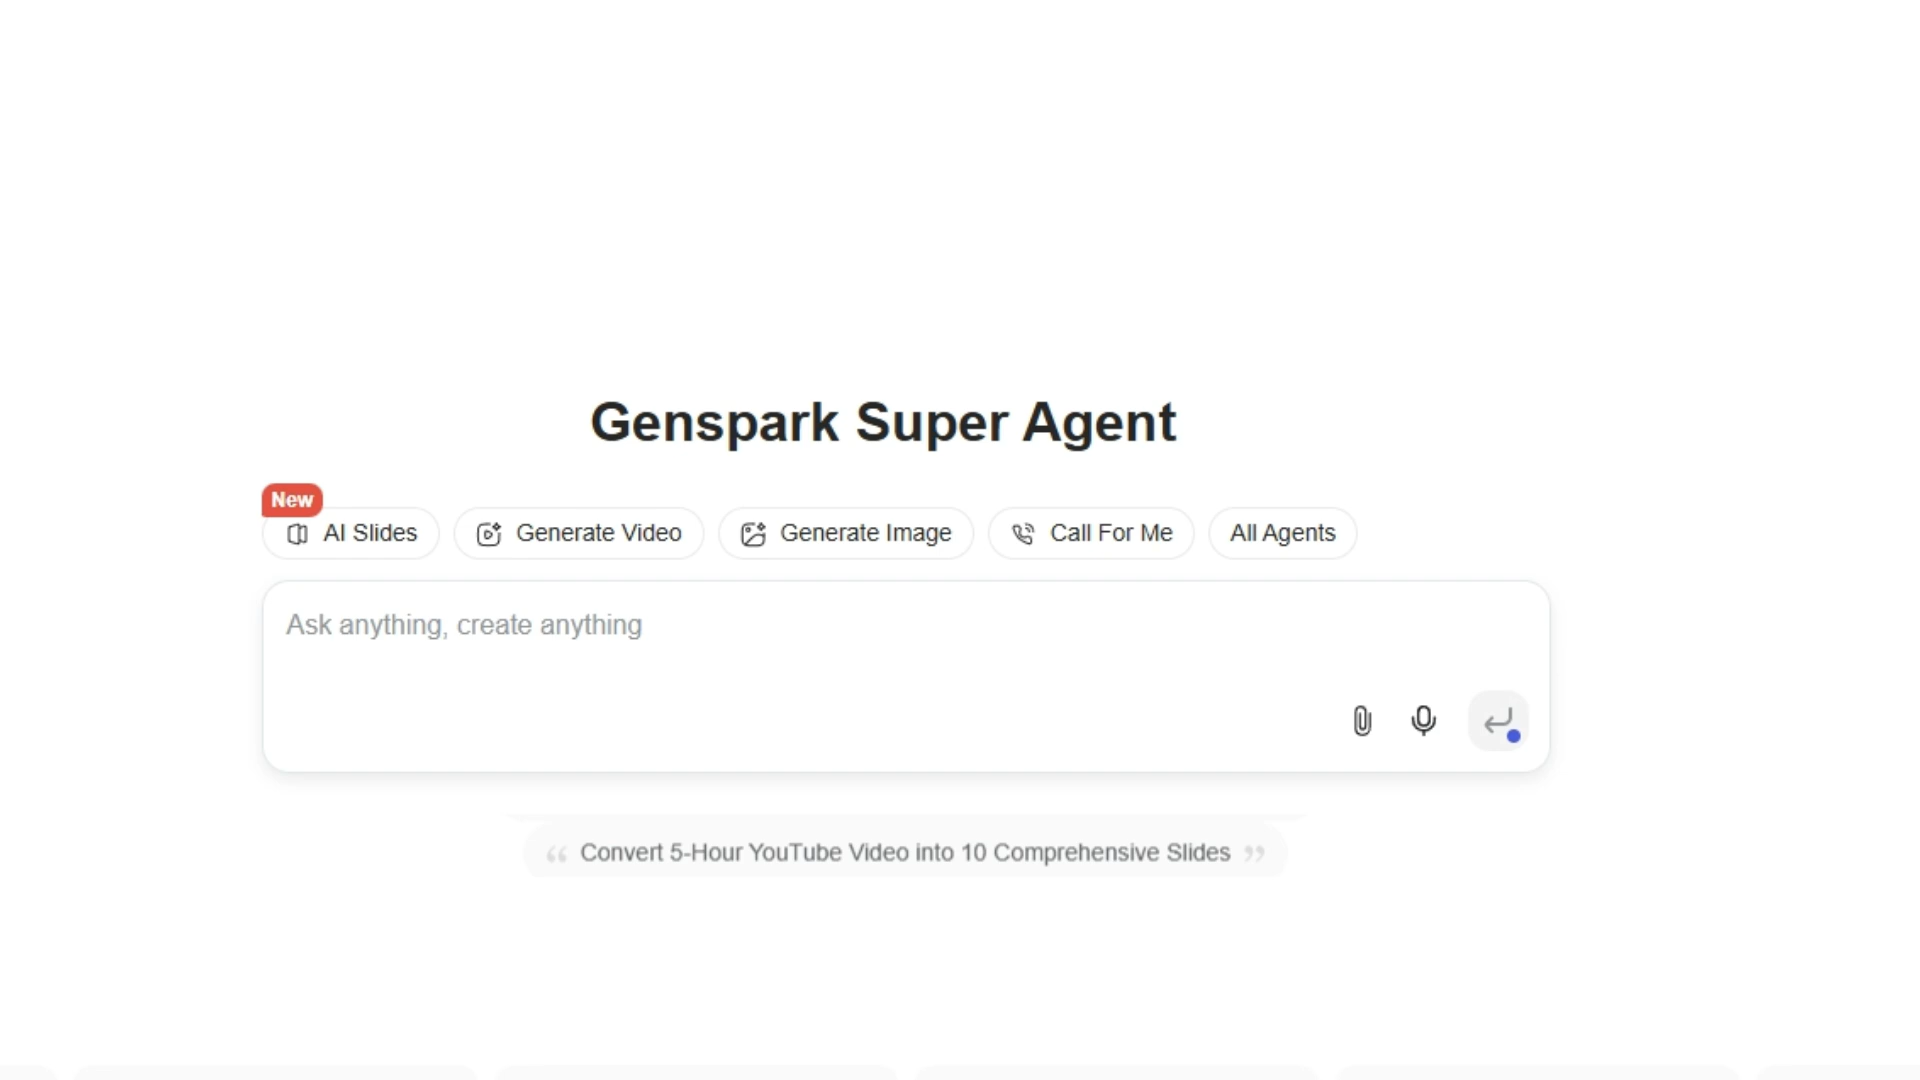 Genspark Super Agent
New
AI Slides
Generate Video
Generate Image
Call For Me
All Agents
Ask anything, create anything
“ Convert 5-Hour YouTube Video into 10 Comprehensive Slides ”